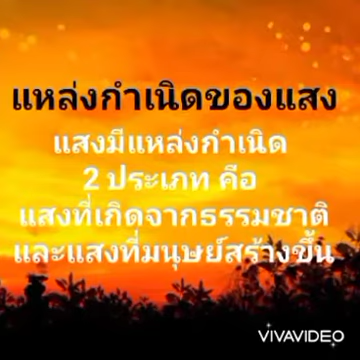 แหล่งกำเนิดของแสง
แสงมีแหล่งกำเนิด
2 ประเภท คือ
แสงที่เกิดจากธรรมชาติ
และแสงที่มนุษย์สร้างขึ้น
VIVAVIDEO